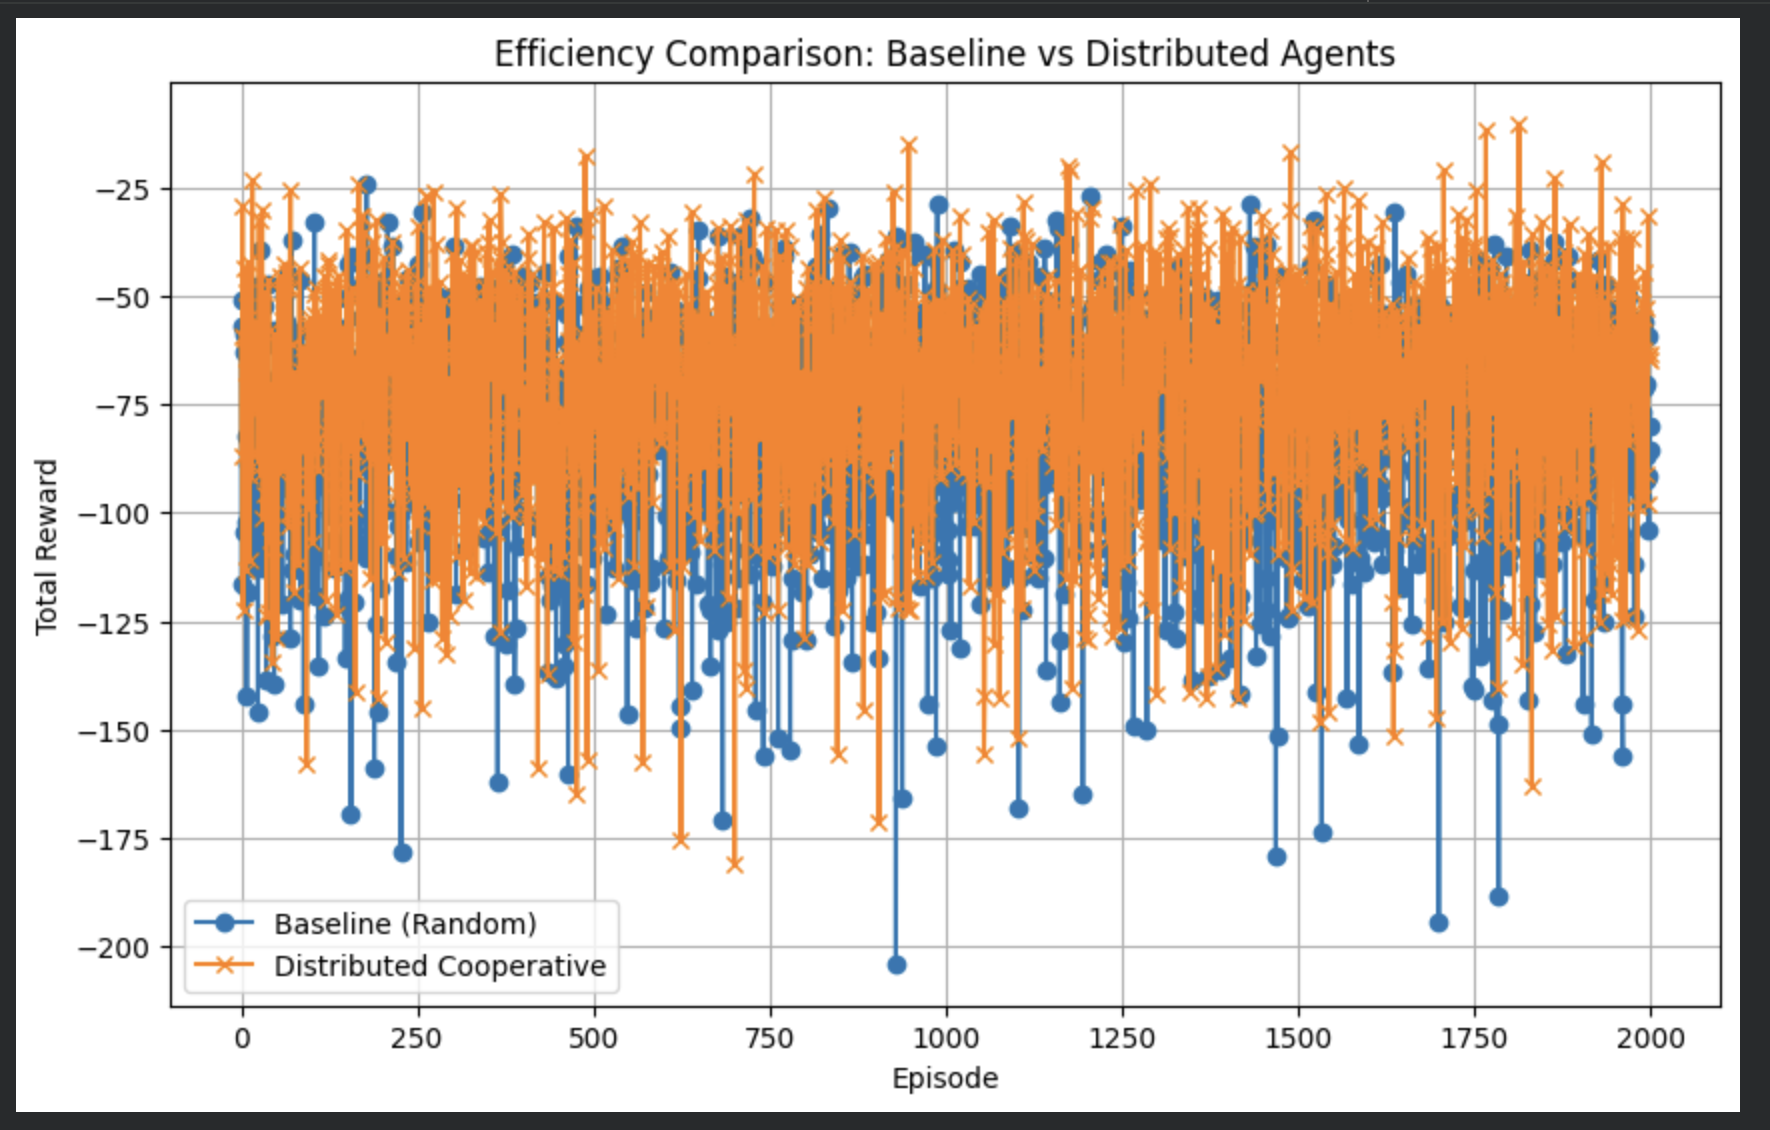 Efficiency Comparison: Baseline vs Distributed Agents
−25
−50
−75
−100
−125
−150
−175
−200
Total Reward
Baseline (Random)
Distributed Cooperative
0 250 500 750 1000 1250 1500 1750 2000
Episode